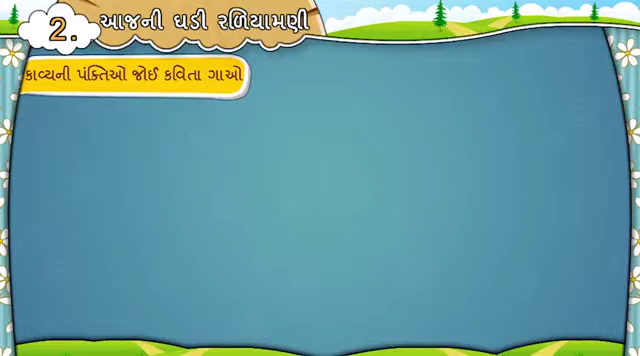 2. આજની ઘડી રળિયામણી
કાવ્યની પંક્તિઓ જોઈ કવિતા ગાઓ